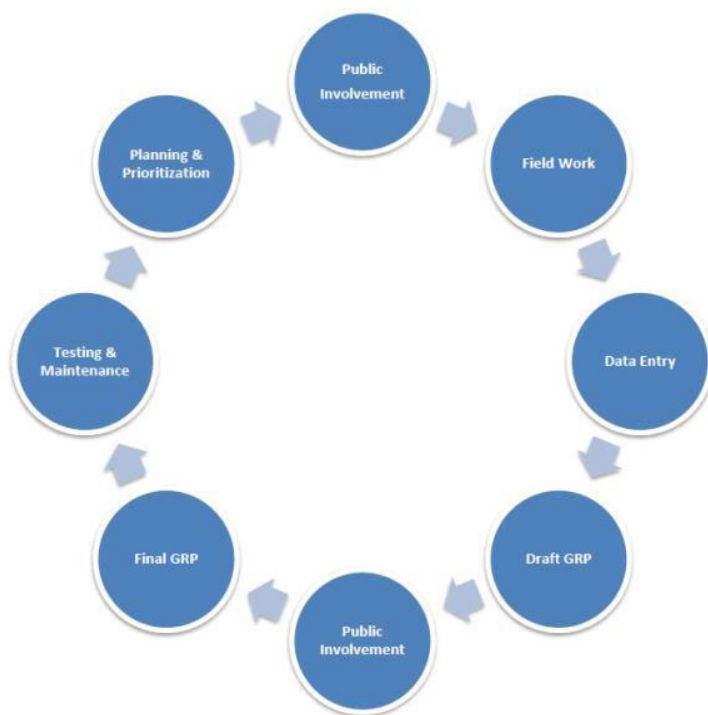 Public
Involvement
Field Work
Data Entry
Draft GRP
Public
Involvement
Final GRP
Testing &
Maintenance
Planning &
Prioritization